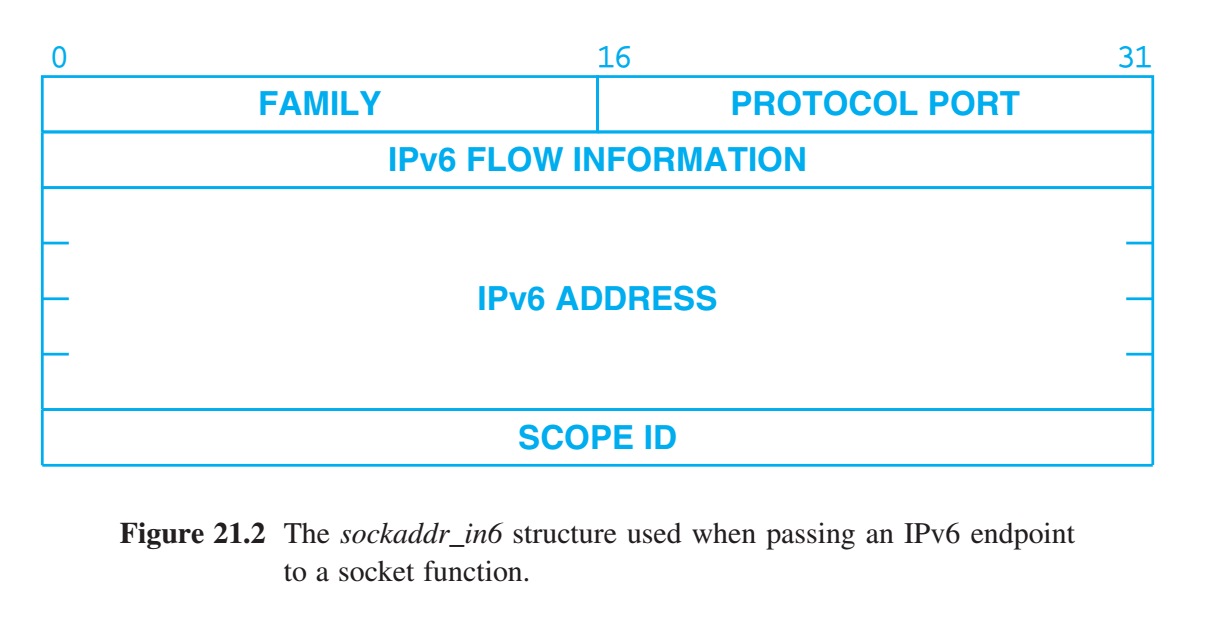 0 16 31
FAMILY PROTOCOL PORT
IPv6 FLOW INFORMATION
IPv6 ADDRESS
SCOPE ID
Figure 21.2 The sockaddr_in6 structure used when passing an IPv6 endpoint
to a socket function.